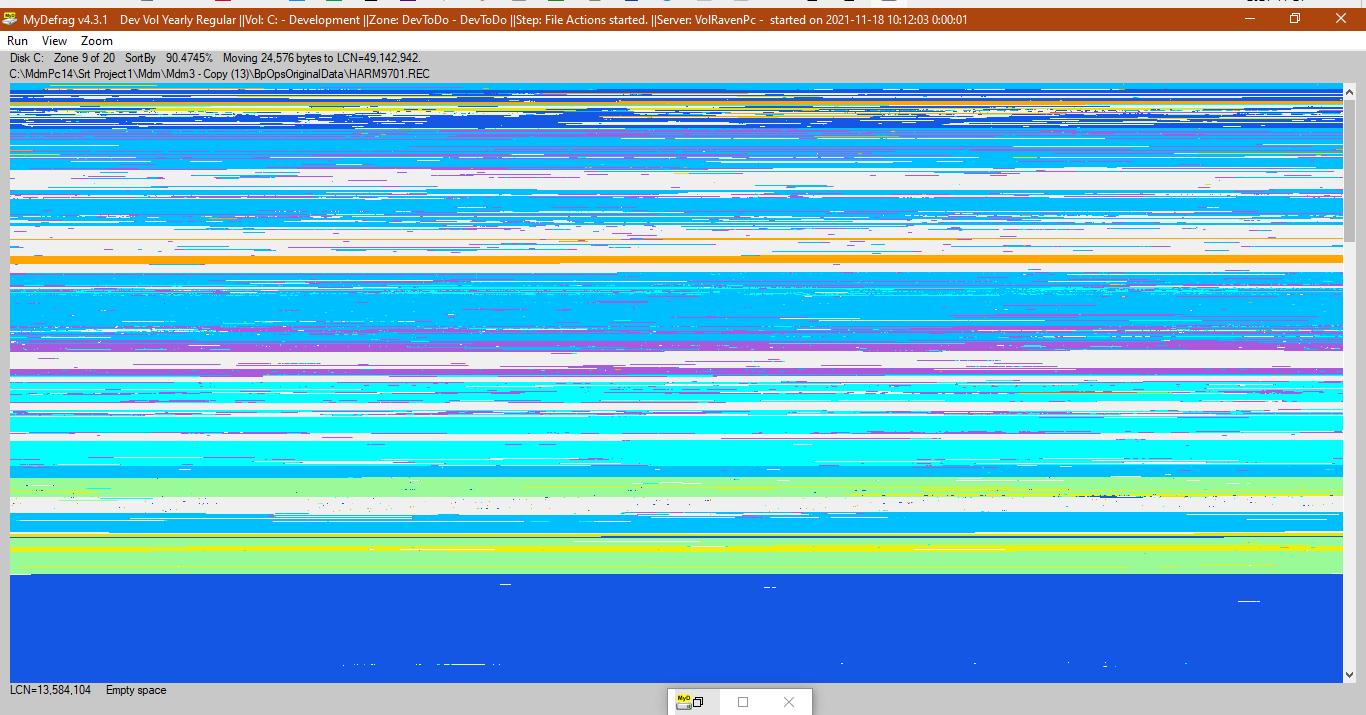 MyDefrag v4.3.1 Dev Vol Yearly Regular ||Vol: C: - Development ||Zone: DevToDo - DevToDo ||Step: File Actions started. ||Server: VolRavenPc - started on 2021-11-18 10:12:03 0:00:01
Run View Zoom
Disk C: Zone 9 of 20 SortBy 90.4745% Moving 24,576 bytes to LCN=49,142,942.
C:\MdmPc14\Srt Project1\Mdm\Mdm3 - Copy (13)\BpOpsOriginalData\HARM9701.REC
LCN=13,584,104 Empty space
MyD